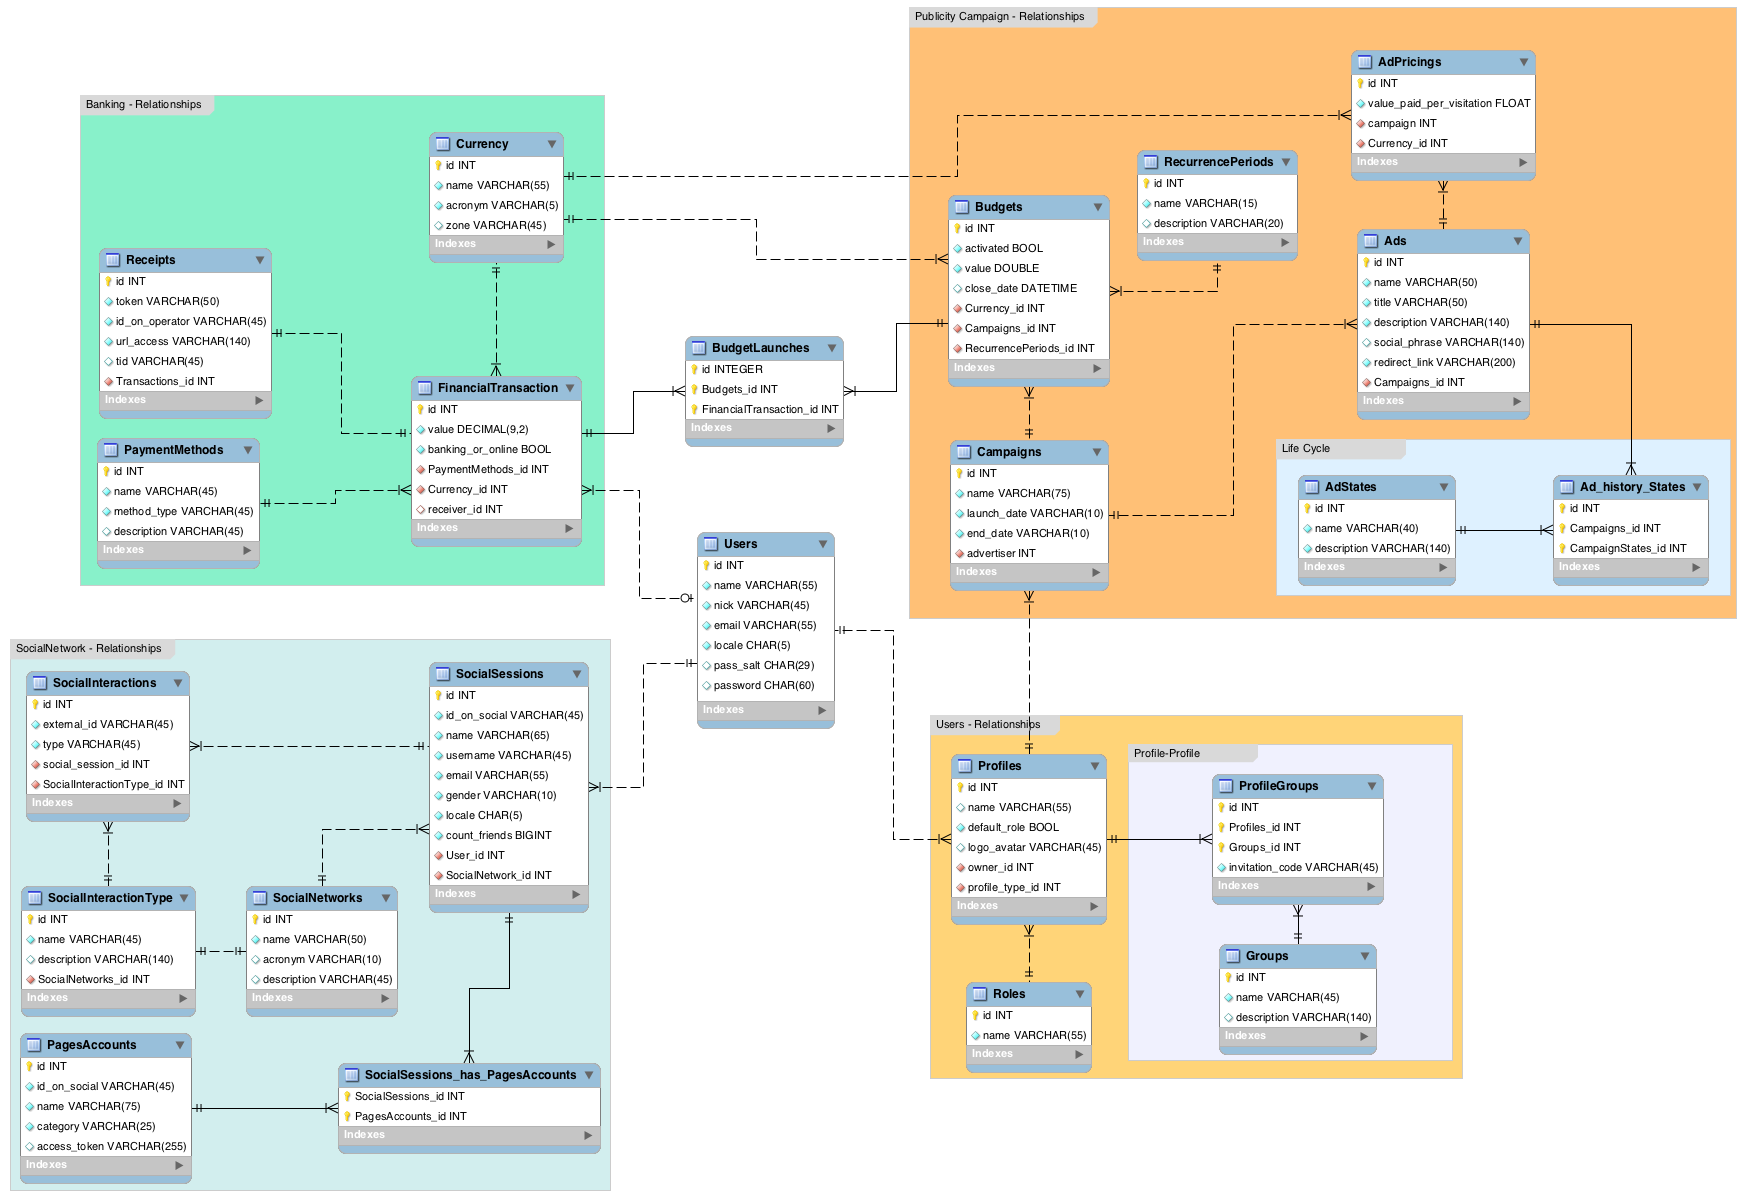 Publicity Campaign - Relationships
AdPricings
id INT
value_paid_per_visitation FLOAT
campaign INT
Currency_id INT
Indexes
Banking - Relationships
Currency
id INT
name VARCHAR(55)
acronym VARCHAR(5)
zone VARCHAR(45)
Indexes
RecurrencePeriods
id INT
name VARCHAR(15)
description VARCHAR(20)
Indexes
Budgets
id INT
activated BOOL
value DOUBLE
close_date DATETIME
Currency_id INT
Campaigns_id INT
RecurrencePeriods_id INT
Indexes
Ads
id INT
name VARCHAR(50)
title VARCHAR(50)
description VARCHAR(140)
social_phrase VARCHAR(140)
redirect_link VARCHAR(200)
Campaigns_id INT
Indexes
Receipts
id INT
token VARCHAR(50)
id_on_operator VARCHAR(45)
url_access VARCHAR(140)
tid VARCHAR(45)
Transactions_id INT
Indexes
BudgetLaunches
id INTEGER
Budgets_id INT
FinancialTransaction_id INT
Indexes
FinancialTransaction
id INT
value DECIMAL(9,2)
banking_or_online BOOL
PaymentMethods_id INT
Currency_id INT
receiver_id INT
Indexes
PaymentMethods
id INT
name VARCHAR(45)
method_type VARCHAR(45)
description VARCHAR(45)
Indexes
Campaigns
id INT
name VARCHAR(75)
launch_date VARCHAR(10)
end_date VARCHAR(10)
advertiser INT
Indexes
Life Cycle
AdStates
id INT
name VARCHAR(40)
description VARCHAR(140)
Indexes
Ad_history_States
id INT
Campaigns_id INT
CampaignStates_id INT
Indexes
Users
id INT
name VARCHAR(55)
nick VARCHAR(45)
email VARCHAR(55)
locale CHAR(5)
pass_salt CHAR(29)
password CHAR(60)
Indexes
SocialNetwork - Relationships
SocialInteractions
id INT
external_id VARCHAR(45)
type VARCHAR(45)
social_session_id INT
SocialInteractionType_id INT
Indexes
SocialSessions
id INT
id_on_social VARCHAR(45)
name VARCHAR(65)
username VARCHAR(45)
email VARCHAR(55)
gender VARCHAR(10)
locale CHAR(5)
count_friends BIGINT
User_id INT
SocialNetwork_id INT
Indexes
SocialInteractionType
id INT
name VARCHAR(45)
description VARCHAR(140)
SocialNetworks_id INT
Indexes
SocialNetworks
id INT
name VARCHAR(50)
acronym VARCHAR(10)
description VARCHAR(45)
Indexes
PagesAccounts
id INT
id_on_social VARCHAR(45)
name VARCHAR(75)
category VARCHAR(25)
access_token VARCHAR(255)
Indexes
SocialSessions_has_PagesAccounts
SocialSessions_id INT
PagesAccounts_id INT
Indexes
Users - Relationships
Profiles
id INT
name VARCHAR(55)
default_role BOOL
logo_avatar VARCHAR(45)
owner_id INT
profile_type_id INT
Indexes
Profile-Profile
ProfileGroups
id INT
Profiles_id INT
Groups_id INT
invitation_code VARCHAR(45)
Indexes
Groups
id INT
name VARCHAR(45)
description VARCHAR(140)
Indexes
Roles
id INT
name VARCHAR(55)
Indexes